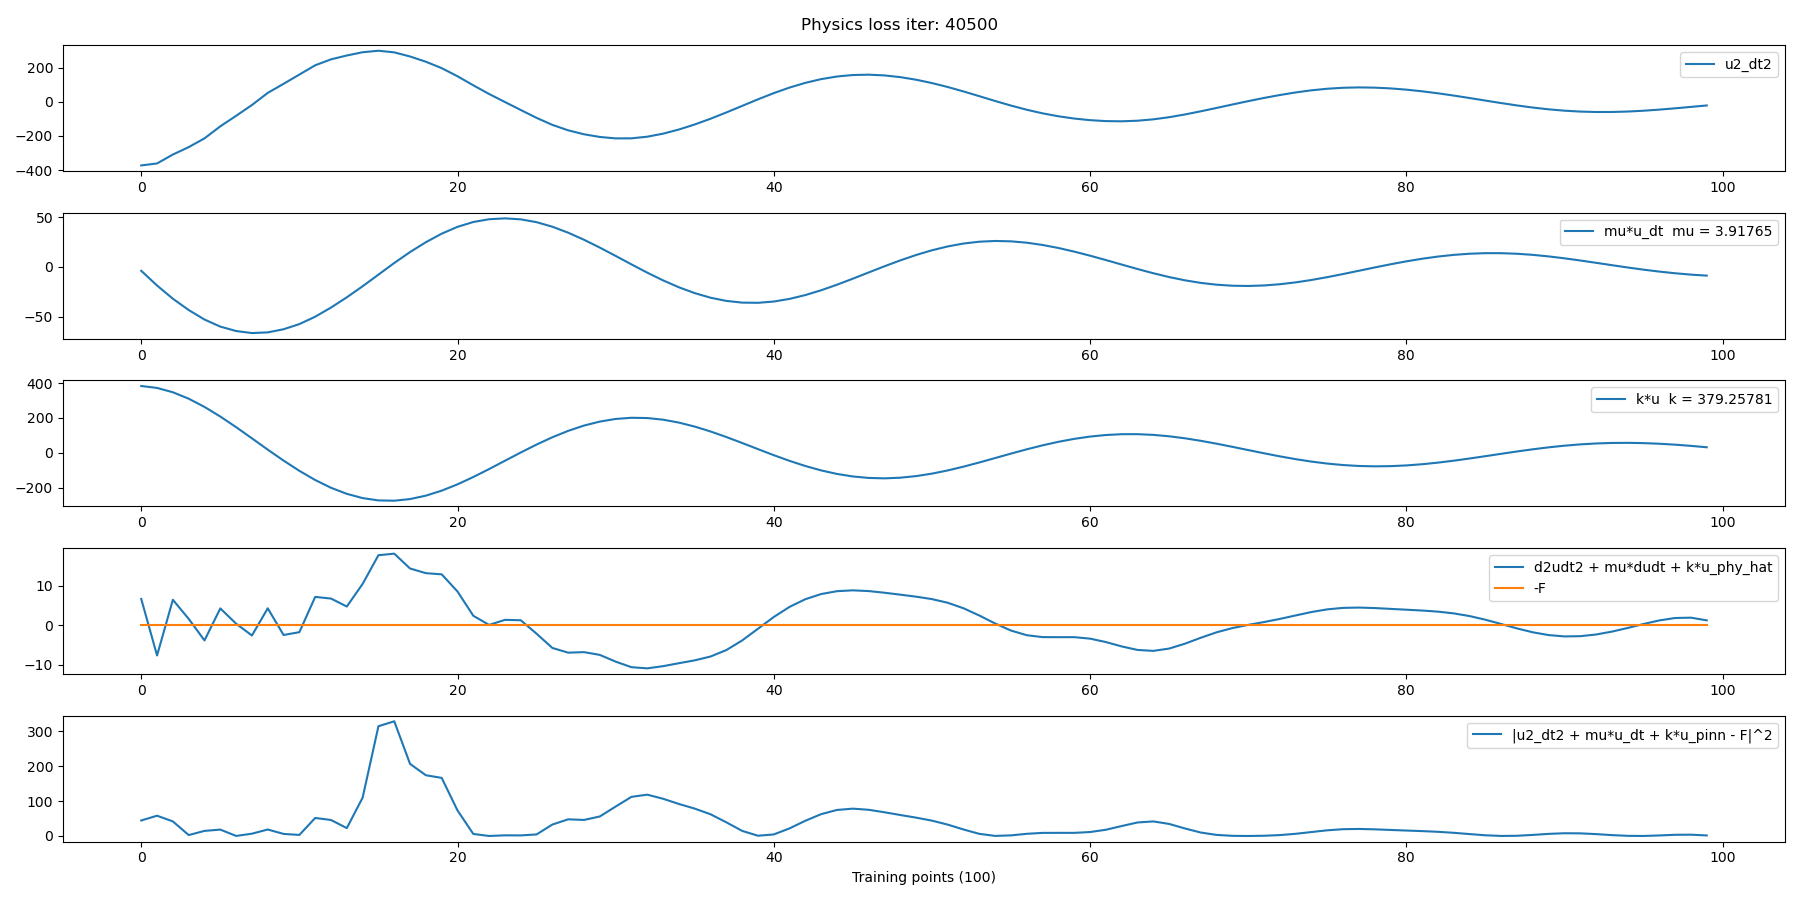 Physics loss iter: 40500
200
0
−200
−400
u2_dt2
0 20 40 60 80 100
50
0
−50
mu*u_dt  mu = 3.91765
0 20 40 60 80 100
400
200
0
−200
k*u  k = 379.25781
0 20 40 60 80 100
10
0
−10
d2udt2 + mu*dudt + k*u_phy_hat
-F
0 20 40 60 80 100
300
200
100
0
|u2_dt2 + mu*u_dt + k*u_pinn - F|^2
0 20 40 60 80 100
Training points (100)